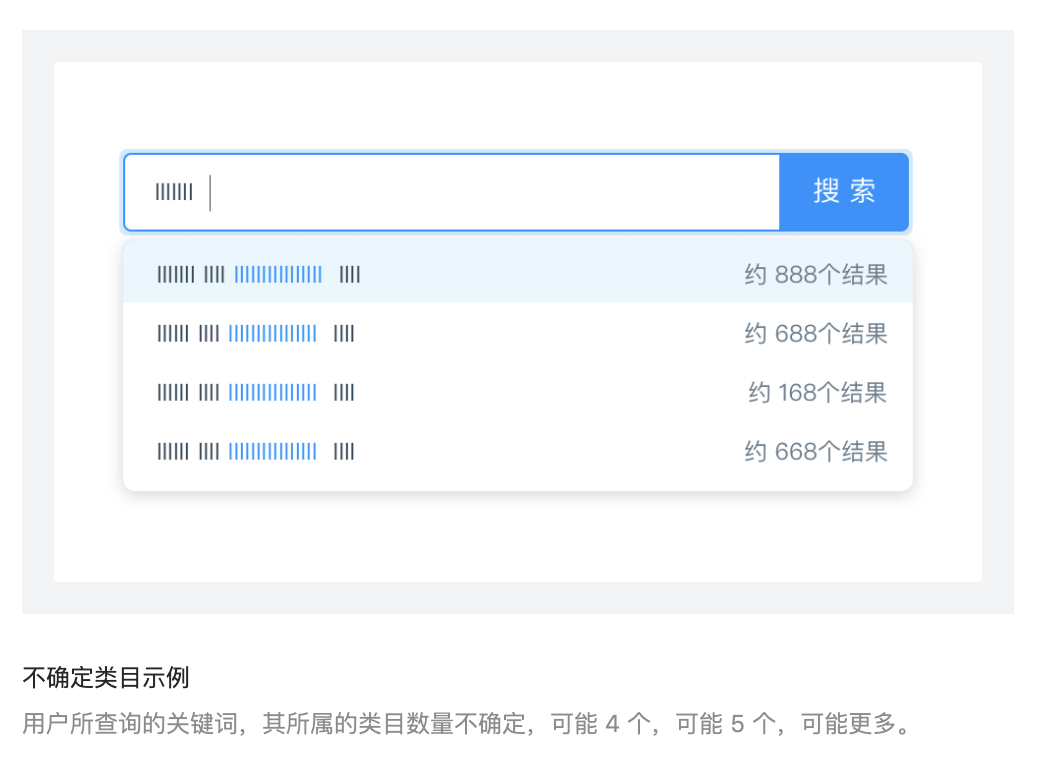 搜 索
约 888个结果
约 688个结果
约 168个结果
约 668个结果
不确定类目示例
用户所查询的关键词，其所属的类目数量不确定，可能 4 个，可能 5 个，可能更多。